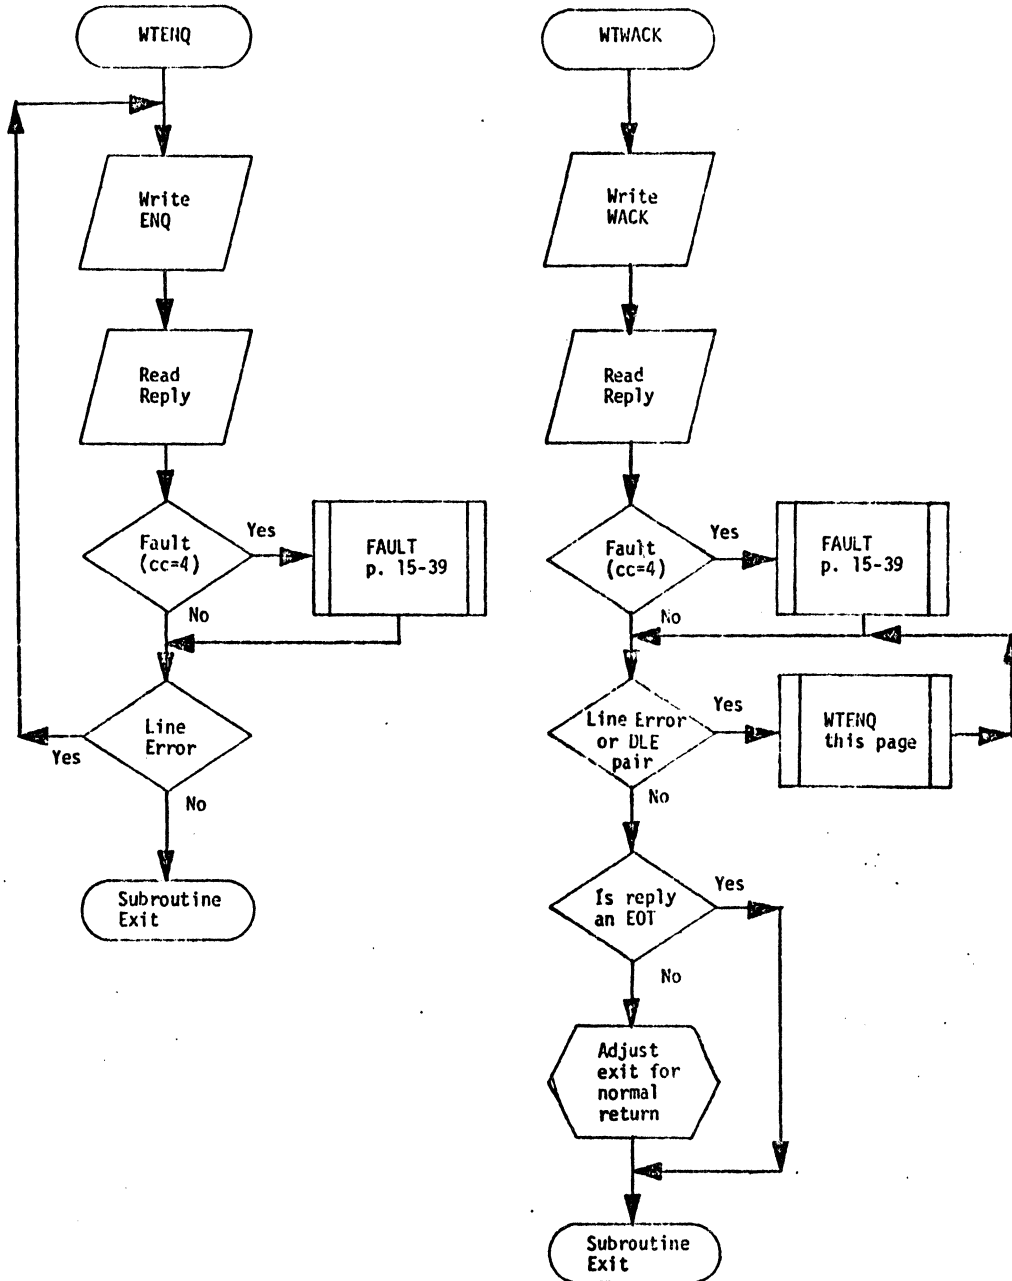 WTENQ
Write
ENQ
Read
Reply
Fault
(cc=4)
Yes
FAULT
p. 15-39
No
Line
Error
Yes
No
Subroutine
Exit
WTWACK
Write
WACK
Read
Reply
Fault
(cc=4)
Yes
FAULT
p. 15-39
No
Line Error
or DLE
pair
Yes
WTENQ
this page
No
Is reply
an EOT
Yes
No
Adjust
exit for
normal
return
Subroutine
Exit